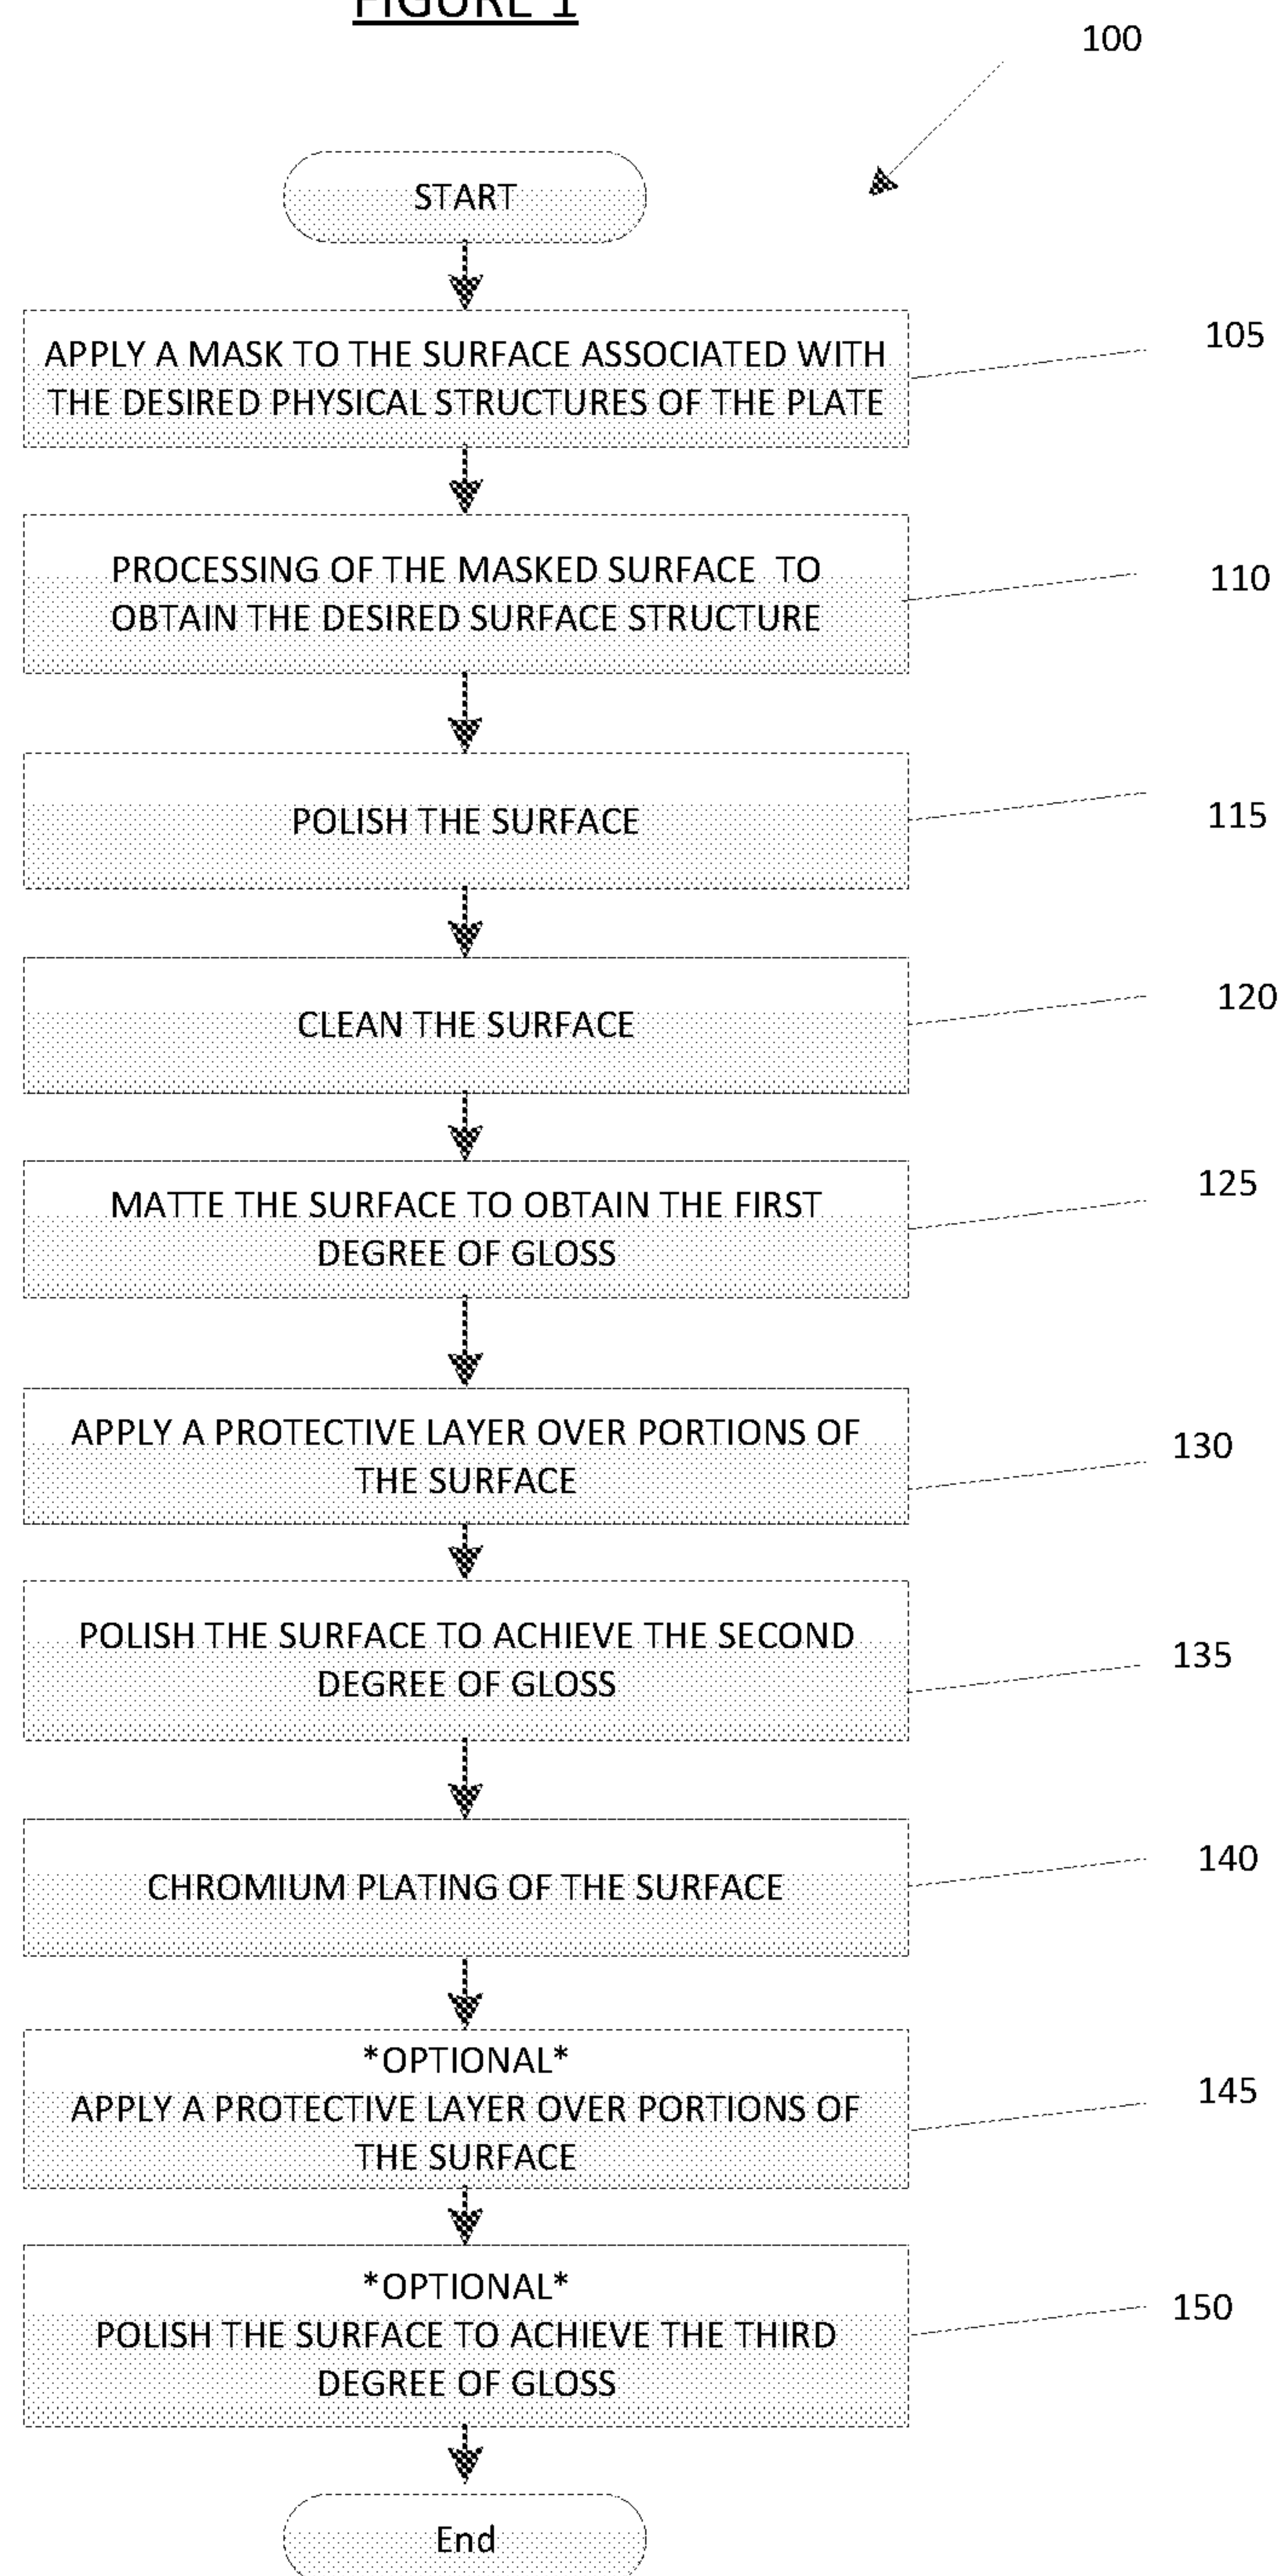 FIGURE 1
100
START
APPLY A MASK TO THE SURFACE ASSOCIATED WITH
THE DESIRED PHYSICAL STRUCTURES OF THE PLATE
105
PROCESSING OF THE MASKED SURFACE TO
OBTAIN THE DESIRED SURFACE STRUCTURE
110
POLISH THE SURFACE
115
CLEAN THE SURFACE
120
MATTE THE SURFACE TO OBTAIN THE FIRST
DEGREE OF GLOSS
125
APPLY A PROTECTIVE LAYER OVER PORTIONS OF
THE SURFACE
130
POLISH THE SURFACE TO ACHIEVE THE SECOND
DEGREE OF GLOSS
135
CHROMIUM PLATING OF THE SURFACE
140
*OPTIONAL*
APPLY A PROTECTIVE LAYER OVER PORTIONS OF
THE SURFACE
145
*OPTIONAL*
POLISH THE SURFACE TO ACHIEVE THE THIRD
DEGREE OF GLOSS
150
End